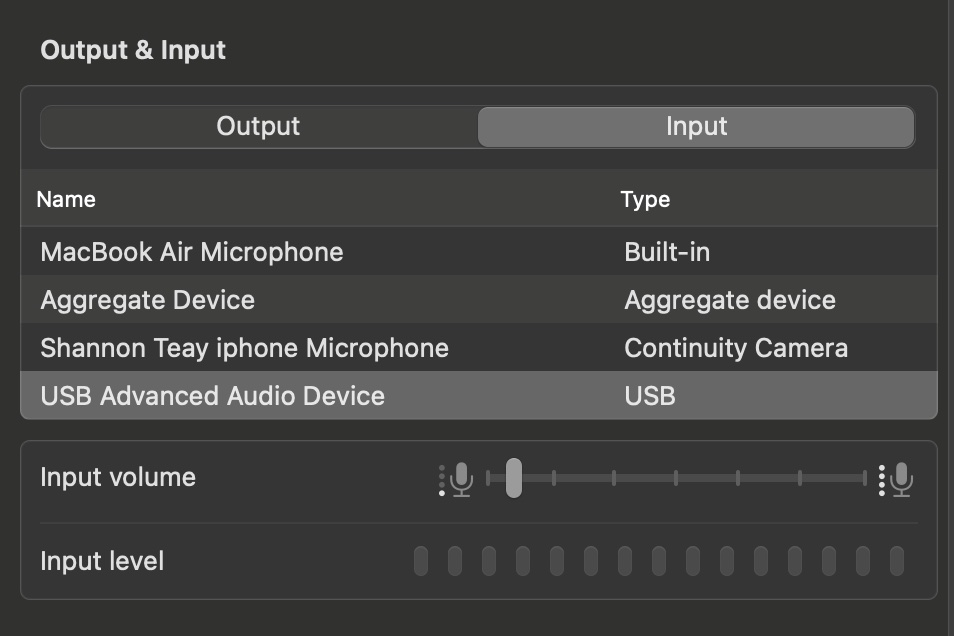 Output & Input
Output Input
Name Type
MacBook Air Microphone Built-in
Aggregate Device Aggregate device
Shannon Teay iphone Microphone Continuity Camera
USB Advanced Audio Device USB
Input volume
Input level